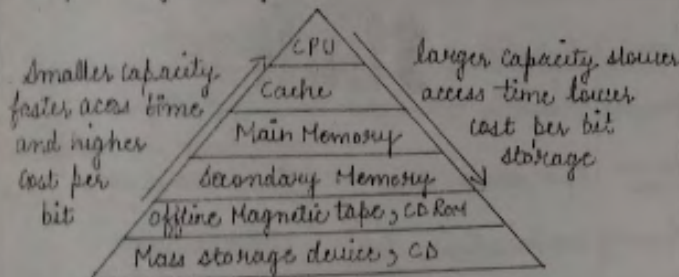 CPU
Cache
Main Memory
Secondary Memory
Offline Magnetic tape, CD ROM
Mass storage device, CD
Smaller capacity
faster acess time
and higher
cost per
bit
larger capacity slower
access time lower
cost per bit
storage